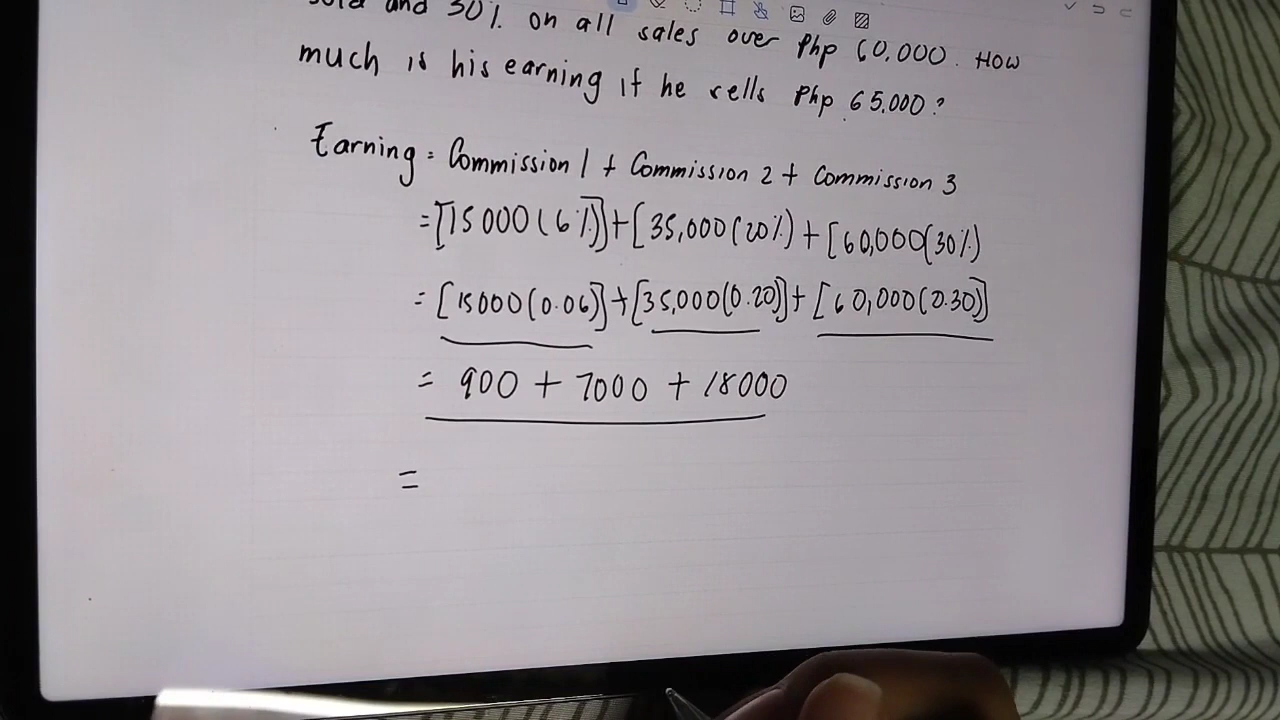 and 30% on all sales over Php 60,000. How
much is his earning if he sells Php 65,000?
Earning = Commission 1 + Commission 2 + Commission 3
= [15000(6%)] + [35,000(20%) + [60,000(30%)
= [15000(0.06)] + [35,000(0.20)] + [60,000(0.30)]
= 900 + 7000 + 18000
=